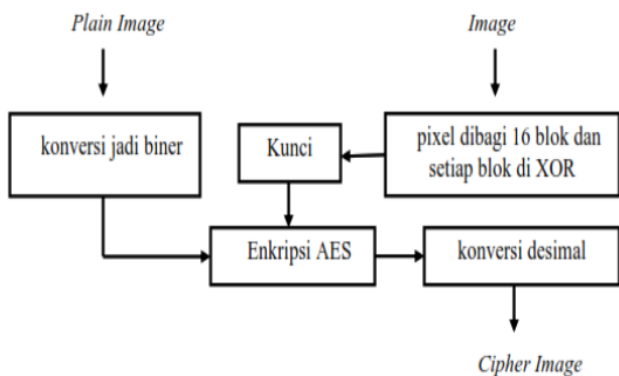 Plain Image
Image
konversi jadi biner
Kunci
pixel dibagi 16 blok dan
setiap blok di XOR
Enkripsi AES
konversi desimal
Cipher Image